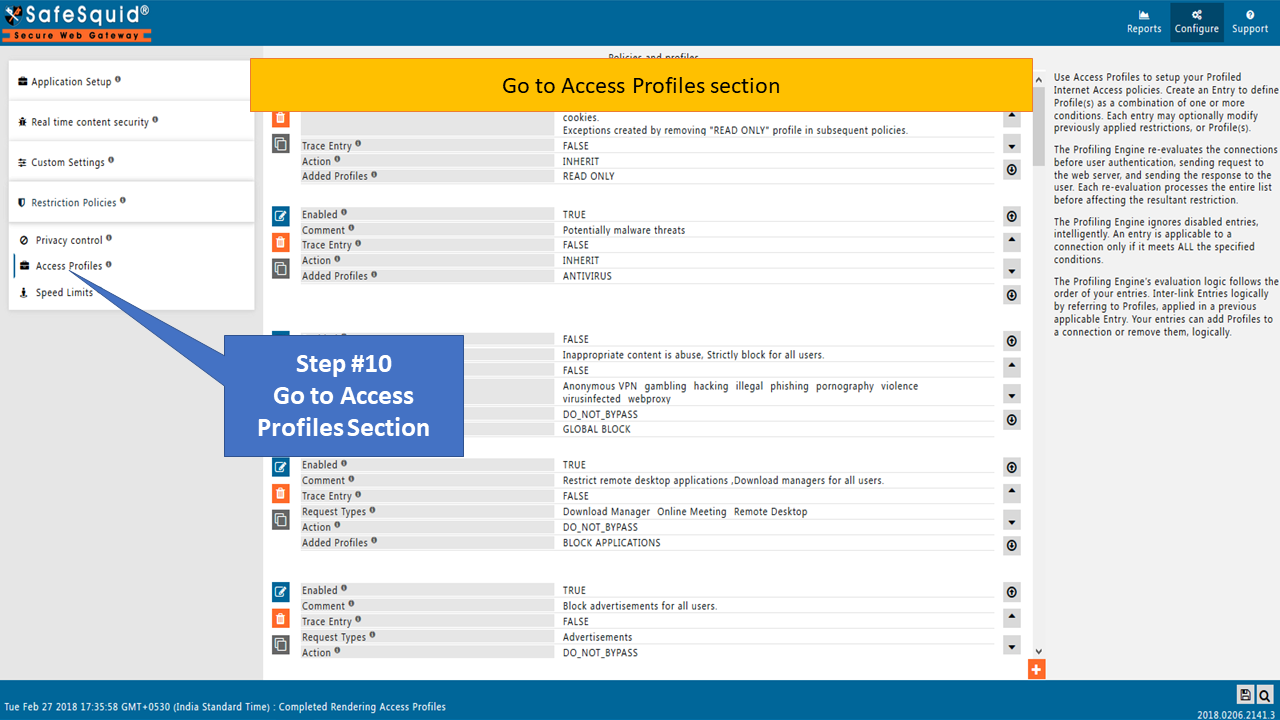 SafeSquid®
Secure Web Gateway
Reports
Configure
Support
Application Setup
Real time content security
Custom Settings
Restriction Policies
Privacy control
Access Profiles
Speed Limits
Policies and profiles
Go to Access Profiles section
cookies.
Exceptions created by removing "READ ONLY" profile in subsequent policies.
Trace Entry FALSE
Action INHERIT
Added Profiles READ ONLY
Enabled TRUE
Comment Potentially malware threats
Trace Entry FALSE
Action INHERIT
Added Profiles ANTIVIRUS
FALSE
Inappropriate content is abuse, Strictly block for all users.
FALSE
Anonymous VPN gambling hacking illegal phishing pornography violence
virusinfected webproxy
DO_NOT_BYPASS
GLOBAL BLOCK
Step #10
Go to Access
Profiles Section
Enabled TRUE
Comment Restrict remote desktop applications ,Download managers for all users.
Trace Entry FALSE
Request Types Download Manager Online Meeting Remote Desktop
Action DO_NOT_BYPASS
Added Profiles BLOCK APPLICATIONS
Enabled TRUE
Comment Block advertisements for all users.
Trace Entry FALSE
Request Types Advertisements
Action DO_NOT_BYPASS
Use Access Profiles to setup your Profiled
Internet Access policies. Create an Entry to define
Profile(s) as a combination of one or more
conditions. Each entry may optionally modify
previously applied restrictions, or Profile(s).
The Profiling Engine re-evaluates the connections
before user authentication, sending request to
the web server, and sending the response to the
user. Each re-evaluation processes the entire list
before affecting the resultant restriction.
The Profiling Engine ignores disabled entries,
intelligently. An entry is applicable to a
connection only if it meets ALL the specified
conditions.
The Profiling Engine's evaluation logic follows the
order of your entries. Inter-link Entries logically
by referring to Profiles, applied in a previous
applicable Entry. Your entries can add Profiles to
a connection or remove them, logically.
Tue Feb 27 2018 17:35:58 GMT+0530 (India Standard Time) : Completed Rendering Access Profiles
2018.0206.2141.3